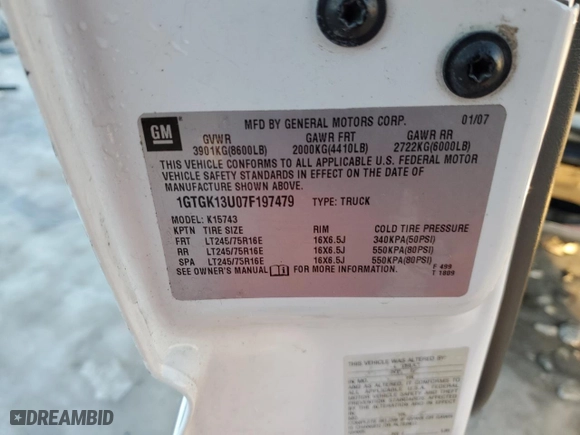 GM
MFD BY GENERAL MOTORS CORP. 01/07
GVWR GAWR FRT GAWR RR
3901KG(8600LB) 2000KG(4410LB) 2722KG(6000LB)
THIS VEHICLE CONFORMS TO ALL APPLICABLE U.S. FEDERAL MOTOR
VEHICLE SAFETY STANDARDS IN EFFECT ON THE DATE OF
MANUFACTURE SHOWN ABOVE.
1GTGK13U07F197479 TYPE: TRUCK
MODEL: K15743
KPTN TIRE SIZE RIM COLD TIRE PRESSURE
FRT LT245/75R16E 16X6.5J 340KPA(50PSI)
RR LT245/75R16E 16X6.5J 550KPA(80PSI)
SPA LT245/75R16E 16X6.5J 550KPA(80PSI)
SEE OWNER'S MANUAL FOR MORE INFORMATION.
F 499
T 1809
THIS VEHICLE WAS ALTERED BY
DREAMBID